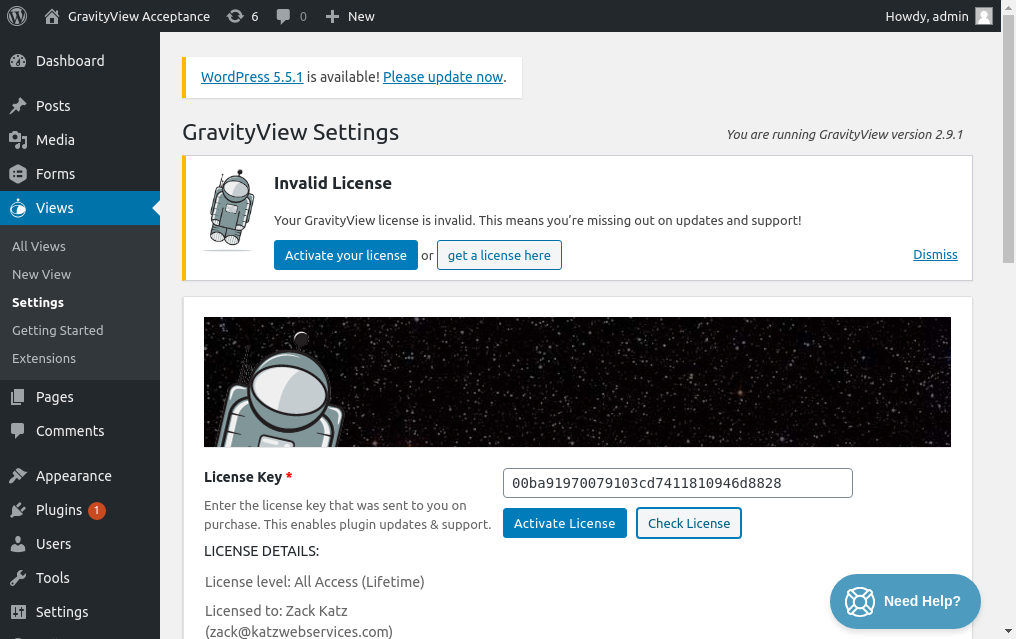 GravityView Acceptance 6 0 New Howdy, admin
Dashboard
Posts
Media
Forms
Views
All Views
New View
Settings
Getting Started
Extensions
Pages
Comments
Appearance
Plugins 1
Users
Tools
Settings
WordPress 5.5.1 is available! Please update now.
GravityView Settings
You are running GravityView version 2.9.1
Invalid License
Your GravityView license is invalid. This means you’re missing out on updates and support!
Activate your license or get a license here
Dismiss
License Key *
00ba91970079103cd7411810946d8828
Enter the license key that was sent to you on
purchase. This enables plugin updates & support.
Activate License Check License
LICENSE DETAILS:
License level: All Access (Lifetime)
Licensed to: Zack Katz
(zack@katzwebservices.com)
Need Help?